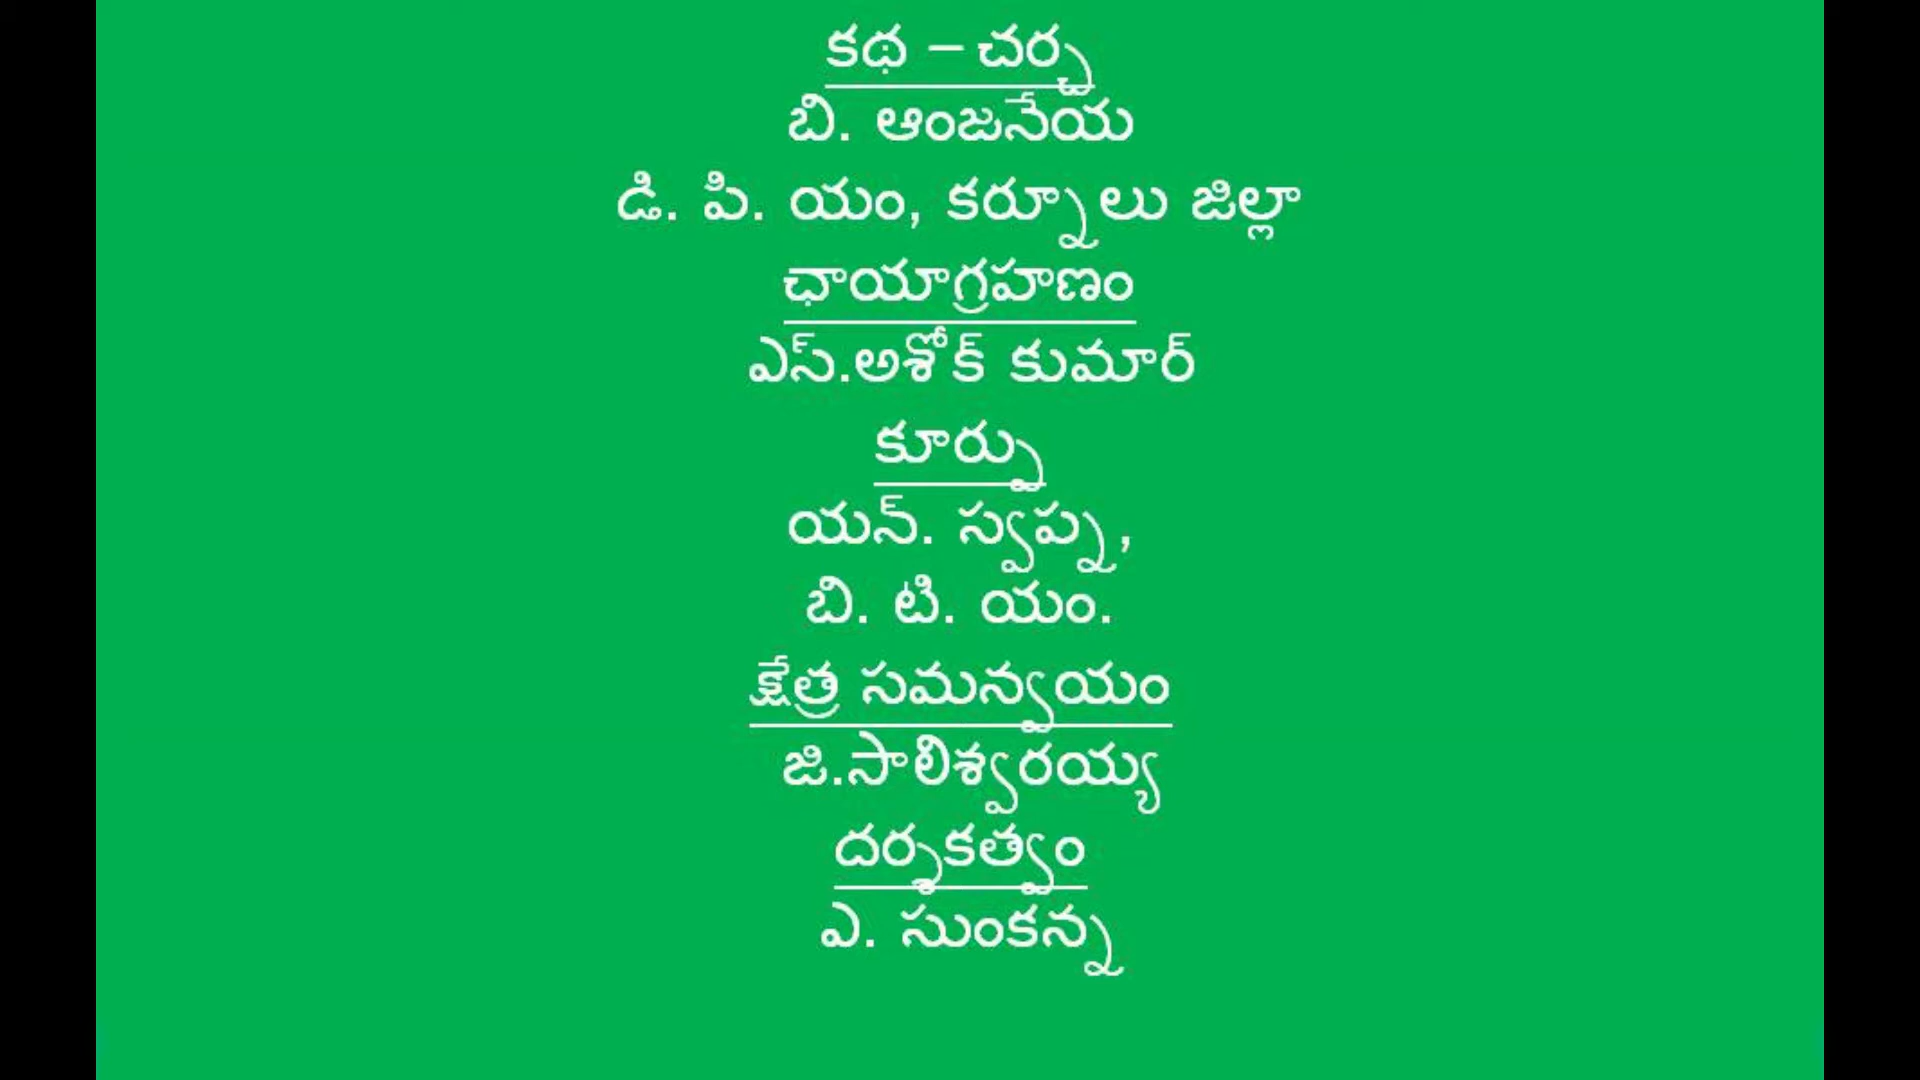 కథ – చర్చ
బి. ఆంజనేయ
డి. పి. యం, కర్నూలు జిల్లా
ఛాయాగ్రహణం
ఎస్.అశోక్ కుమార్
కూర్పు
యన్. స్వప్న,
బి. టి. యం.
క్షేత్ర సమన్వయం
జి.సాలిశ్వరయ్య
దర్శకత్వం
ఎ. సుంకన్న